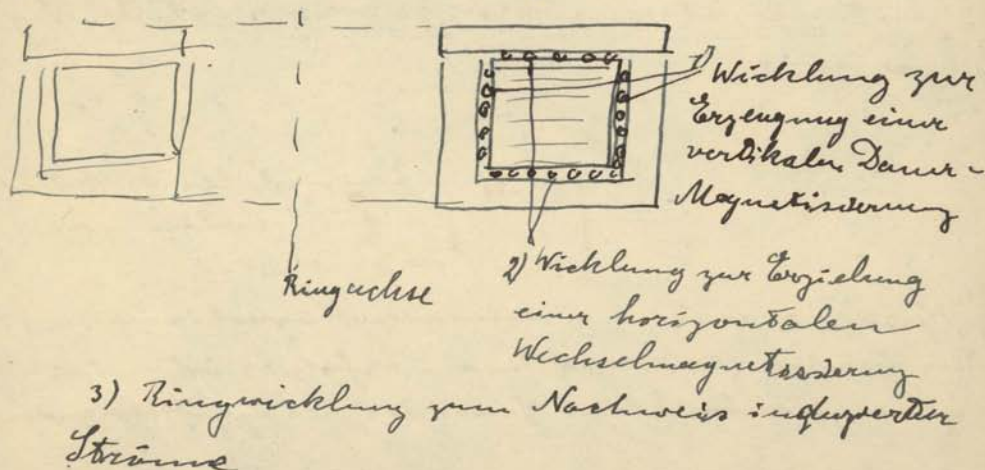 1) Wicklung zur
Erzeugung einer
vertikalen Dauer-
Magnetisierung
Ringachse
2) Wicklung zur Erzielung
einer horizontalen
Wechselmagnetisierung
3) Ringwicklung zum Nachweis induzierter
Ströme